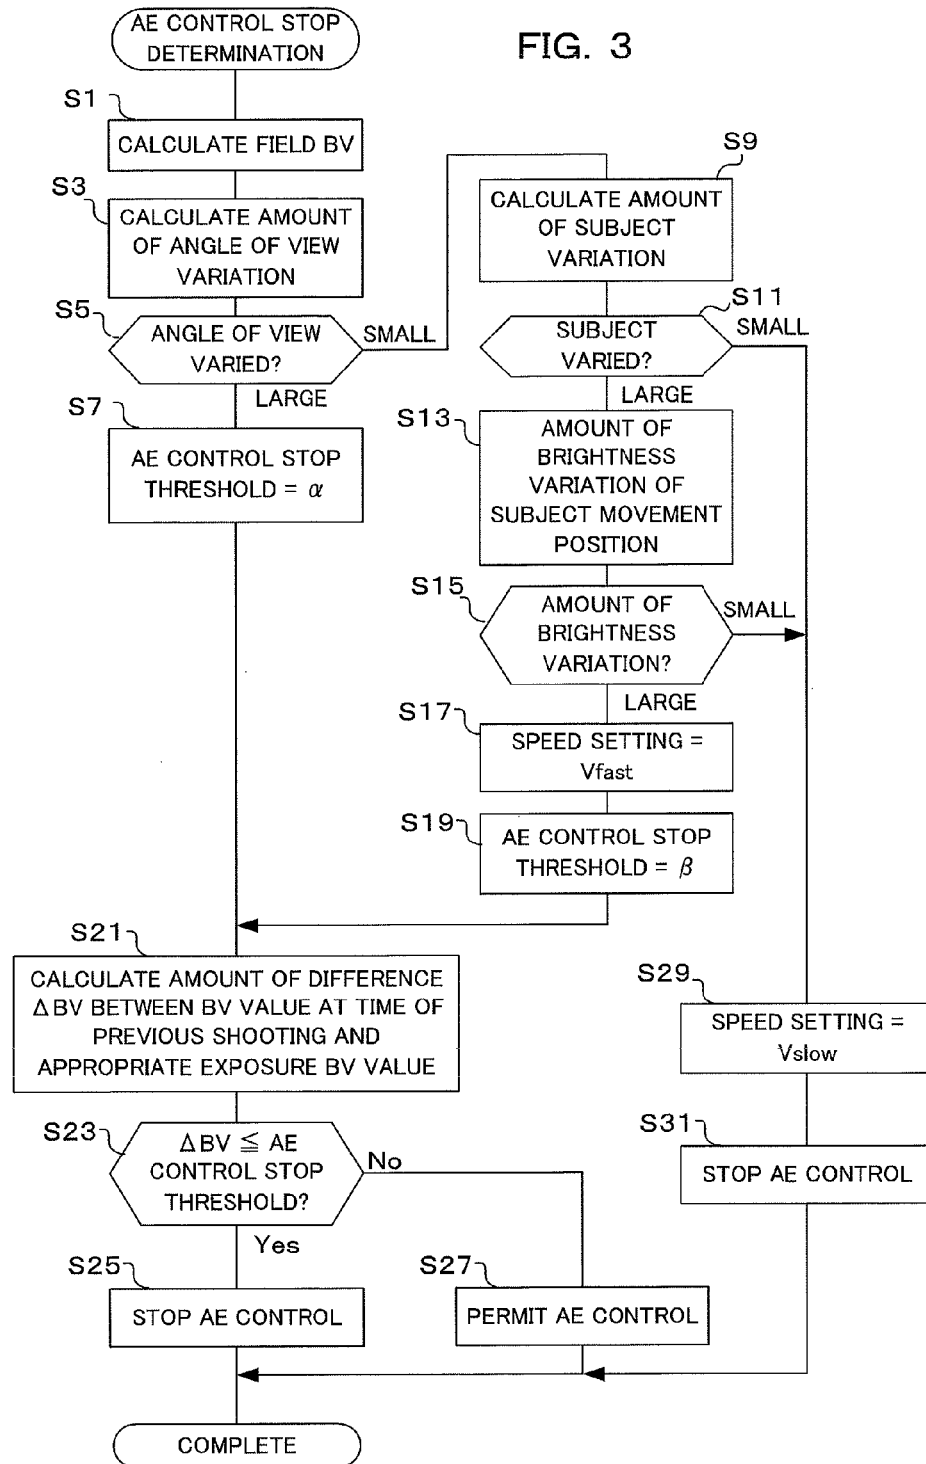 FIG. 3
AE CONTROL STOP
DETERMINATION
S1
CALCULATE FIELD BV
S3
CALCULATE AMOUNT
OF ANGLE OF VIEW
VARIATION
S5
ANGLE OF VIEW
VARIED?
SMALL
LARGE
S7
AE CONTROL STOP
THRESHOLD = α
S9
CALCULATE AMOUNT
OF SUBJECT
VARIATION
S11
SUBJECT
VARIED?
SMALL
LARGE
S13
AMOUNT OF
BRIGHTNESS
VARIATION OF
SUBJECT MOVEMENT
POSITION
S15
AMOUNT OF
BRIGHTNESS
VARIATION?
SMALL
LARGE
S17
SPEED SETTING =
Vfast
S19
AE CONTROL STOP
THRESHOLD = β
S21
CALCULATE AMOUNT OF DIFFERENCE
ΔBV BETWEEN BV VALUE AT TIME OF
PREVIOUS SHOOTING AND
APPROPRIATE EXPOSURE BV VALUE
S23
ΔBV ≦ AE
CONTROL STOP
THRESHOLD?
No
Yes
S25
STOP AE CONTROL
S27
PERMIT AE CONTROL
S29
SPEED SETTING =
Vslow
S31
STOP AE CONTROL
COMPLETE